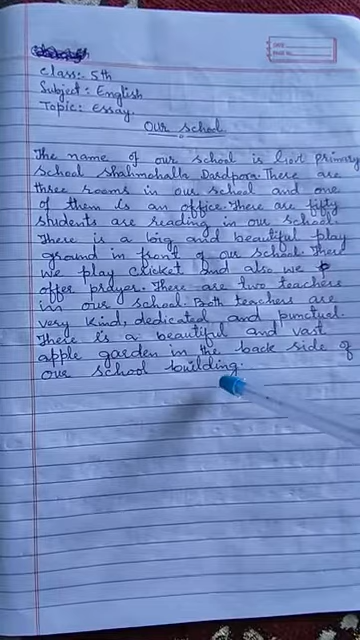 DATE
PAGE NO.
Class:- 5th
Subject: English
Topic: Essay.
Our school
The name of our school is Govt primary
school Shahmohalla Dardpora. There are
three rooms in our school and one
of them is an office. There are fifty
students are reading in our school.
There is a big and beautiful play
ground in front of our school. There
we play cricket and also we
offer prayer. There are two teachers
in our school. Both teachers are
very kind, dedicated and punctual.
There is a beautiful and vast
apple garden in the back side of
our school building.